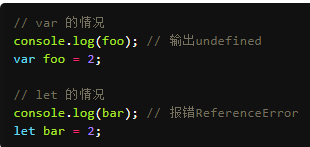 // var 的情况
console.log(foo); // 输出undefined
var foo = 2;
// let 的情况
console.log(bar); // 报错ReferenceError
let bar = 2;